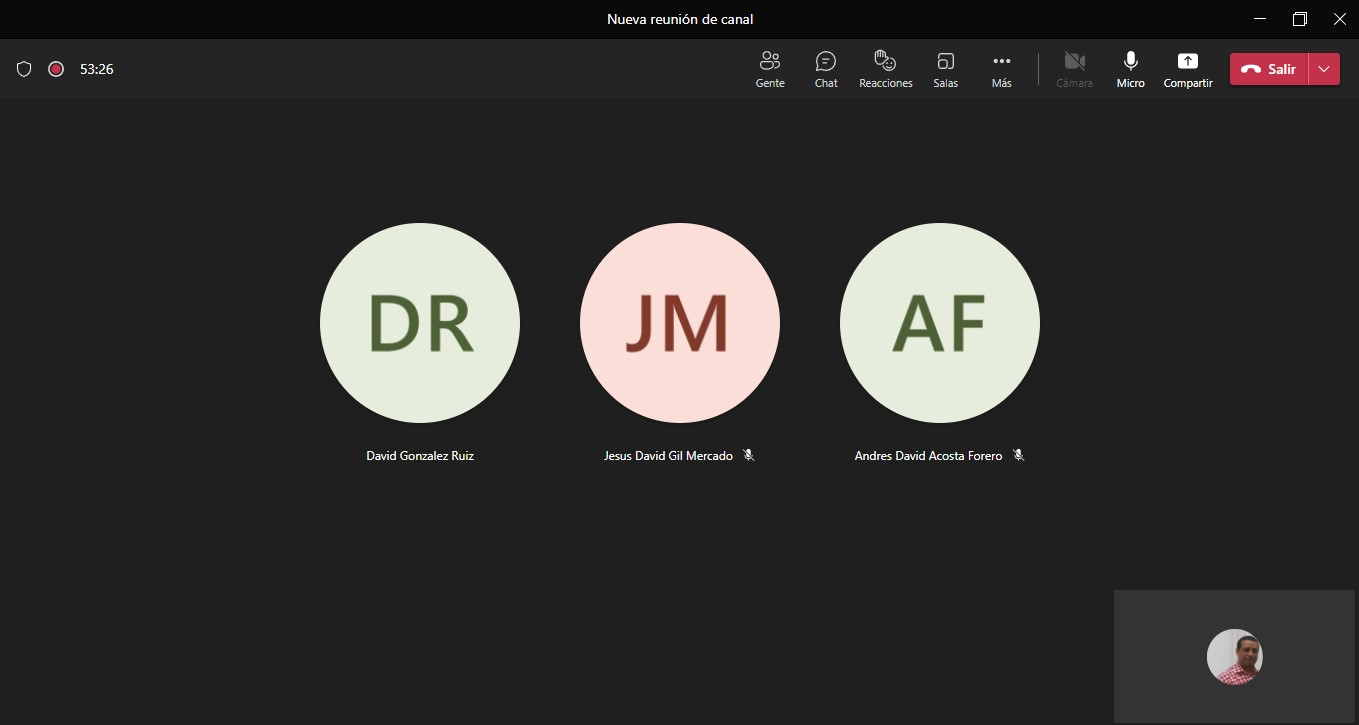 Nueva reunión de canal
53:26
Gente
Chat
Reacciones
Salas
Más
Cámara
Micro
Compartir
Salir
DR
JM
AF
David Gonzalez Ruiz
Jesus David Gil Mercado
Andres David Acosta Forero